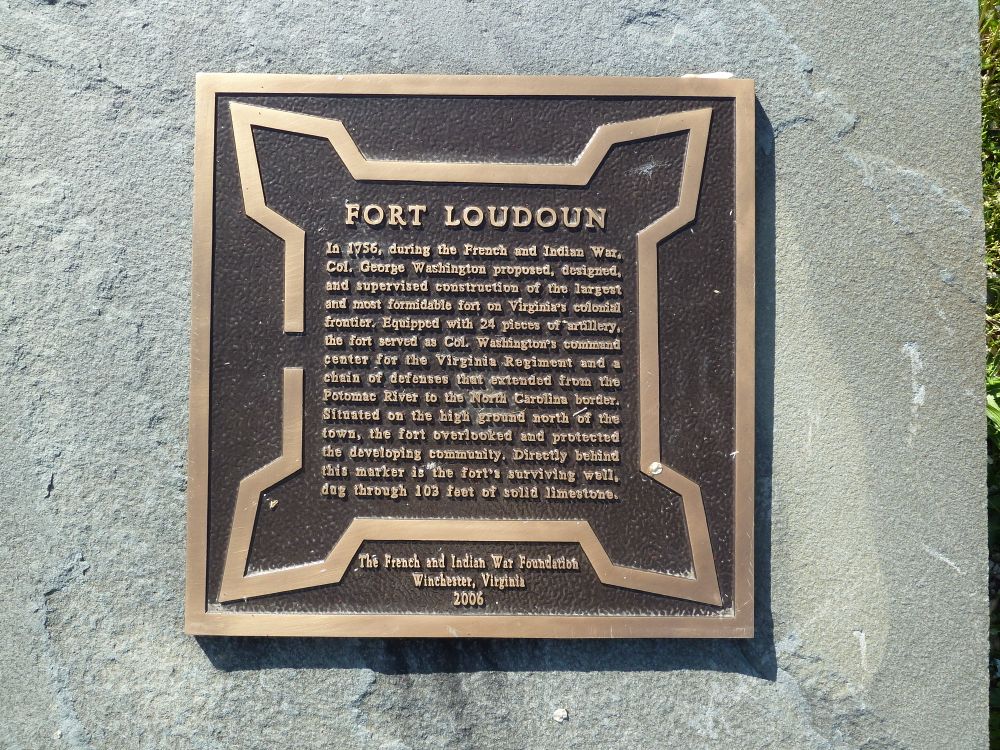 FORT LOUDOUN
In 1756, during the French and Indian War,
Col. George Washington proposed, designed,
and supervised construction of the largest
and most formidable fort on Virginia's colonial
frontier. Equipped with 24 pieces of artillery,
the fort served as Col. Washington's command
center for the Virginia Regiment and a
chain of defenses that extended from the
Potomac River to the North Carolina border.
Situated on the high ground north of the
town, the fort overlooked and protected
the developing community. Directly behind
this marker is the fort's surviving well,
dug through 103 feet of solid limestone.
The French and Indian War Foundation
Winchester, Virginia
2006